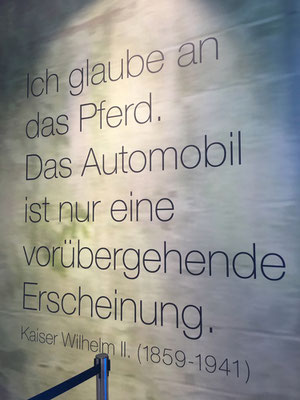 Ich glaube an
das Pferd.
Das Automobil
ist nur eine
vorübergehende
Erscheinung.
Kaiser Wilhelm II. (1859-1941)